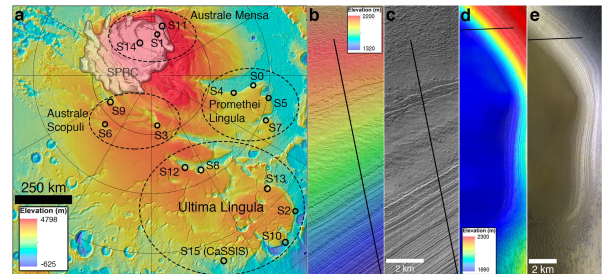 a
S11
Australe Mensa
S14
S1
SPRC
S0
S4
S5
Promethei
Lingula
S7
Australe
Scopuli
S9
S6
S3
S12
S8
S13
Ultima Lingula
S2
S10
S15 (CaSSIS)
250 km
Elevation (m)
4798
-625
b
Elevation (m)
2200
1320
c
2 km
d
Elevation (m)
2300
1690
e
2 km